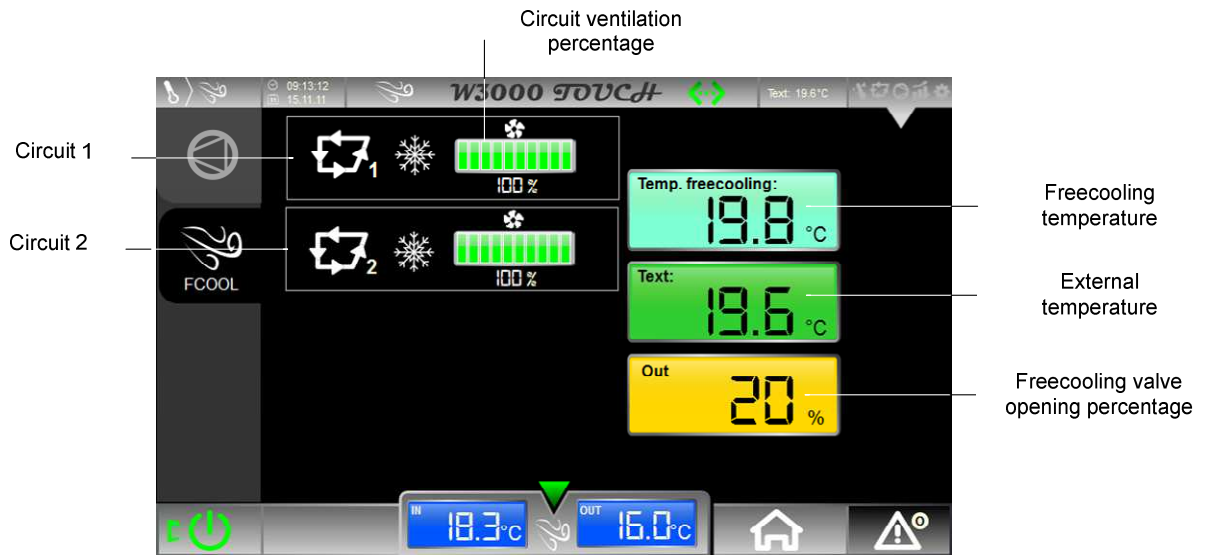 Circuit ventilation
percentage
09:13:12
15.11.11
W3000 TOUCH
Text: 19.6°C
Circuit 1
1
100 %
Temp. freecooling:
19.8 °C
Freecooling
temperature
Circuit 2
FCOOL
2
100 %
Text:
19.6 °C
External
temperature
Out
20 %
Freecooling valve
opening percentage
IN
18.3°C
OUT
16.0°C
0